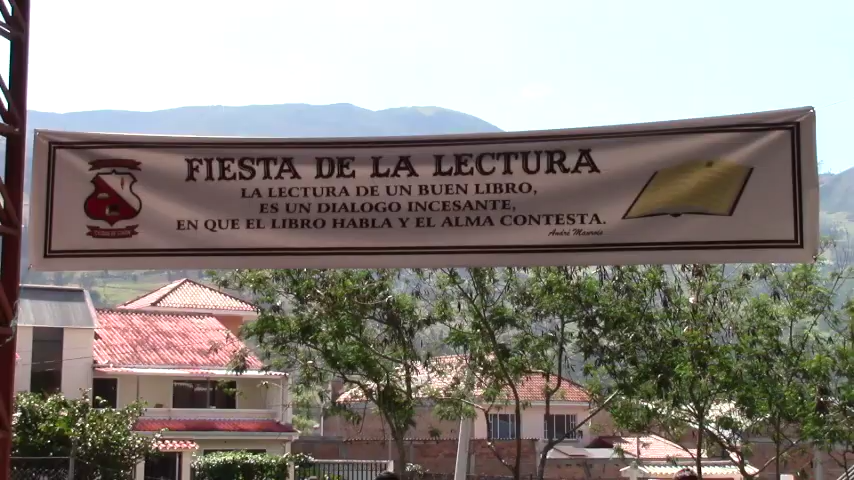 FIESTA DE LA LECTURA
LA LECTURA DE UN BUEN LIBRO,
ES UN DIALOGO INCESANTE,
EN QUE EL LIBRO HABLA Y EL ALMA CONTESTA.
André Maurois